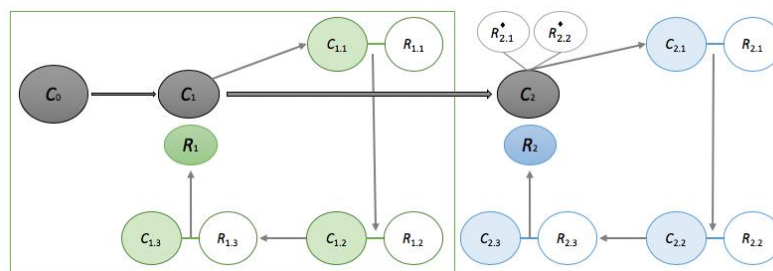 C₁.₁ R₁.₁ R♦₂.₁ R♦₂.₂ C₂.₁ R₂.₁
C₀ C₁ C₂
R₁ R₂
C₁.₃ R₁.₃ C₁.₂ R₁.₂ C₂.₃ R₂.₃ C₂.₂ R₂.₂